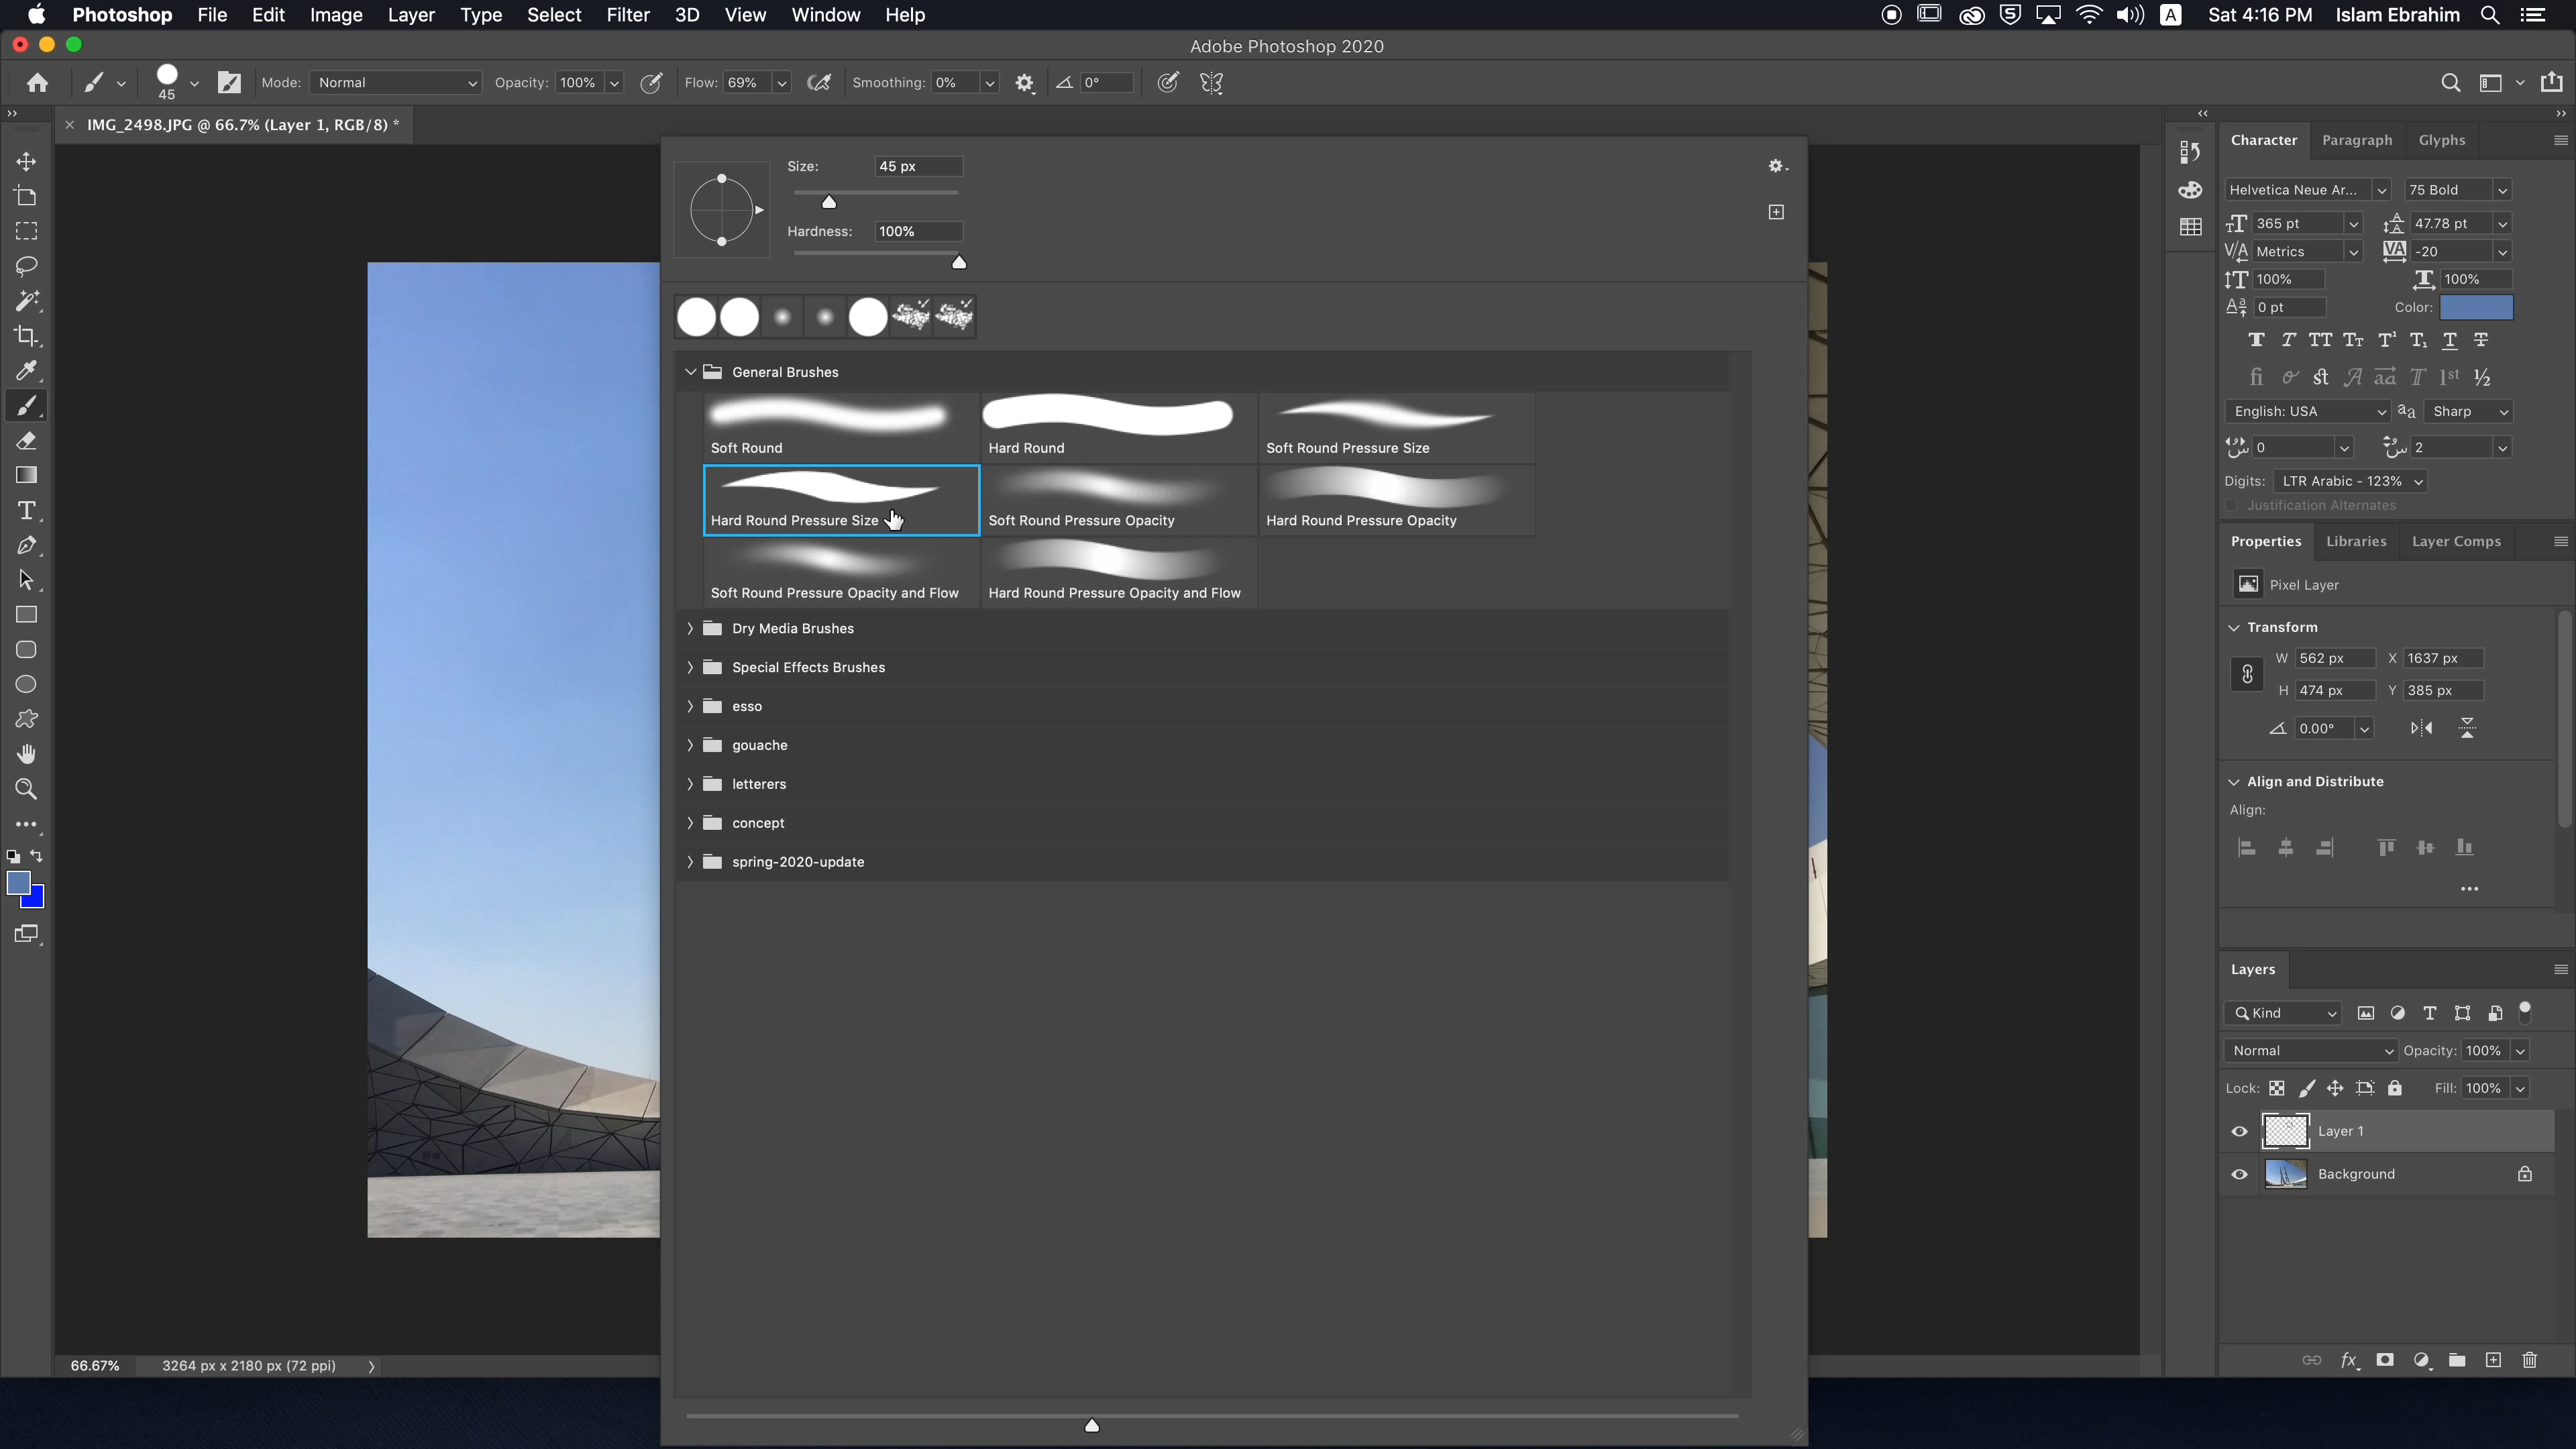 Photoshop File Edit Image Layer Type Select Filter 3D View Window Help A Sat 4:16 PM Islam Ebrahim
Adobe Photoshop 2020
45 Mode: Normal Opacity: 100% Flow: 69% Smoothing: 0% 0°
× IMG_2498.JPG @ 66.7% (Layer 1, RGB/8) *
Size: 45 px
Hardness: 100%
General Brushes
Soft Round Hard Round Soft Round Pressure Size
Hard Round Pressure Size Soft Round Pressure Opacity Hard Round Pressure Opacity
Soft Round Pressure Opacity and Flow Hard Round Pressure Opacity and Flow
Dry Media Brushes
Special Effects Brushes
esso
gouache
letterers
concept
spring-2020-update
66.67% 3264 px x 2180 px (72 ppi)
Character Paragraph Glyphs
Helvetica Neue Ar... 75 Bold
365 pt 47.78 pt
Metrics -20
100% 100%
0 pt Color:
English: USA aa Sharp
0 2
Digits: LTR Arabic - 123%
Justification Alternates
Properties Libraries Layer Comps
Pixel Layer
Transform
W 562 px X 1637 px
H 474 px Y 385 px
0.00°
Align and Distribute
Align:
Layers
Kind
Normal Opacity: 100%
Lock: Fill: 100%
Layer 1
Background
fx